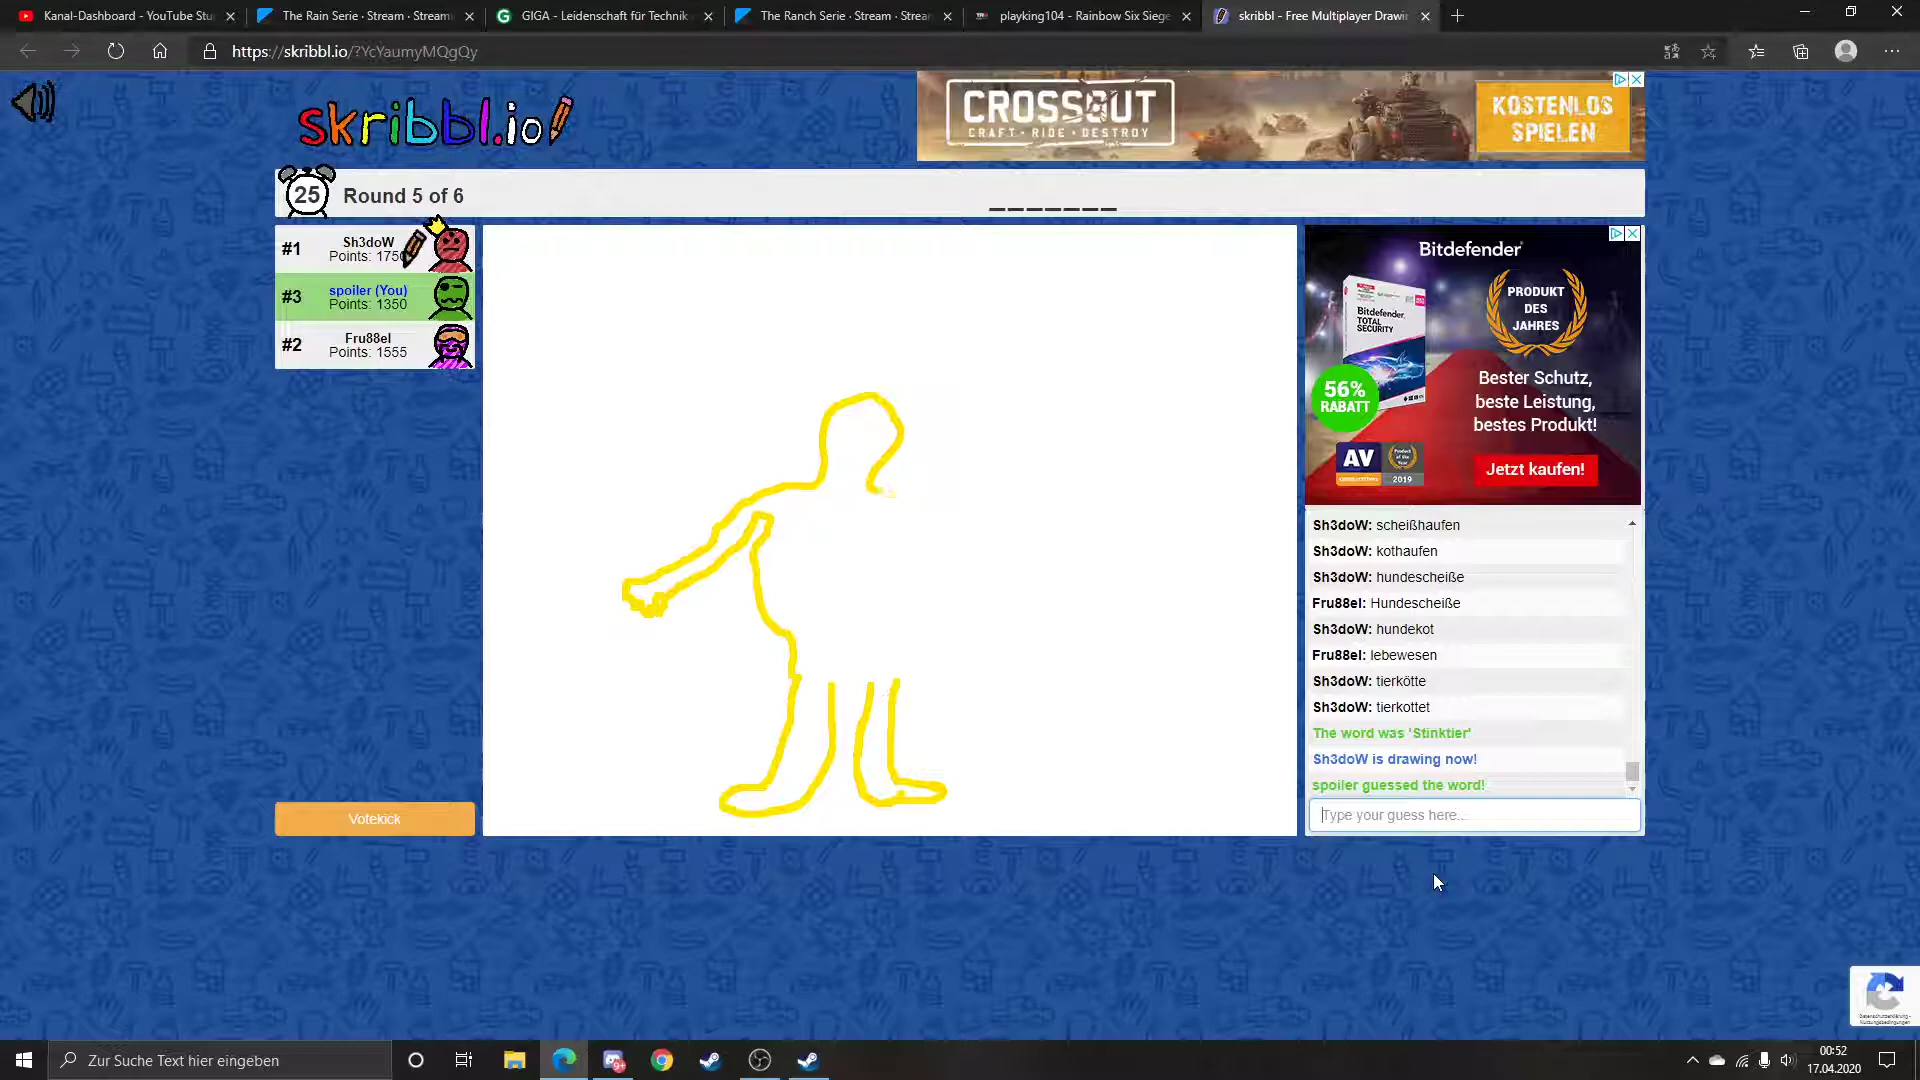 Kanal-Dashboard - YouTube Stu
The Rain Serie · Stream · Stream
GIGA - Leidenschaft für Technik
The Ranch Serie · Stream · Strea
playking104 - Rainbow Six Siege
skribbl - Free Multiplayer Drawin
https://skribbl.io/?YcYaumyMQgQy
skribbl.io
CROSSOUT
CRAFT • RIDE • DESTROY
KOSTENLOS
SPIELEN
25
Round 5 of 6
_______
#1
Sh3doW
Points: 1750
#3
spoiler (You)
Points: 1350
#2
Fru88el
Points: 1555
Votekick
Bitdefender
PRODUKT
DES
JAHRES
Bitdefender
TOTAL
SECURITY
56%
RABATT
Bester Schutz,
beste Leistung,
bestes Produkt!
AV
2019
Jetzt kaufen!
Sh3doW: scheißhaufen
Sh3doW: kothaufen
Sh3doW: hundescheiße
Fru88el: Hundescheiße
Sh3doW: hundekot
Fru88el: lebewesen
Sh3doW: tierkötte
Sh3doW: tierkottet
The word was 'Stinktier'
Sh3doW is drawing now!
spoiler guessed the word!
Type your guess here...
Zur Suche Text hier eingeben
9+
00:52
17.04.2020